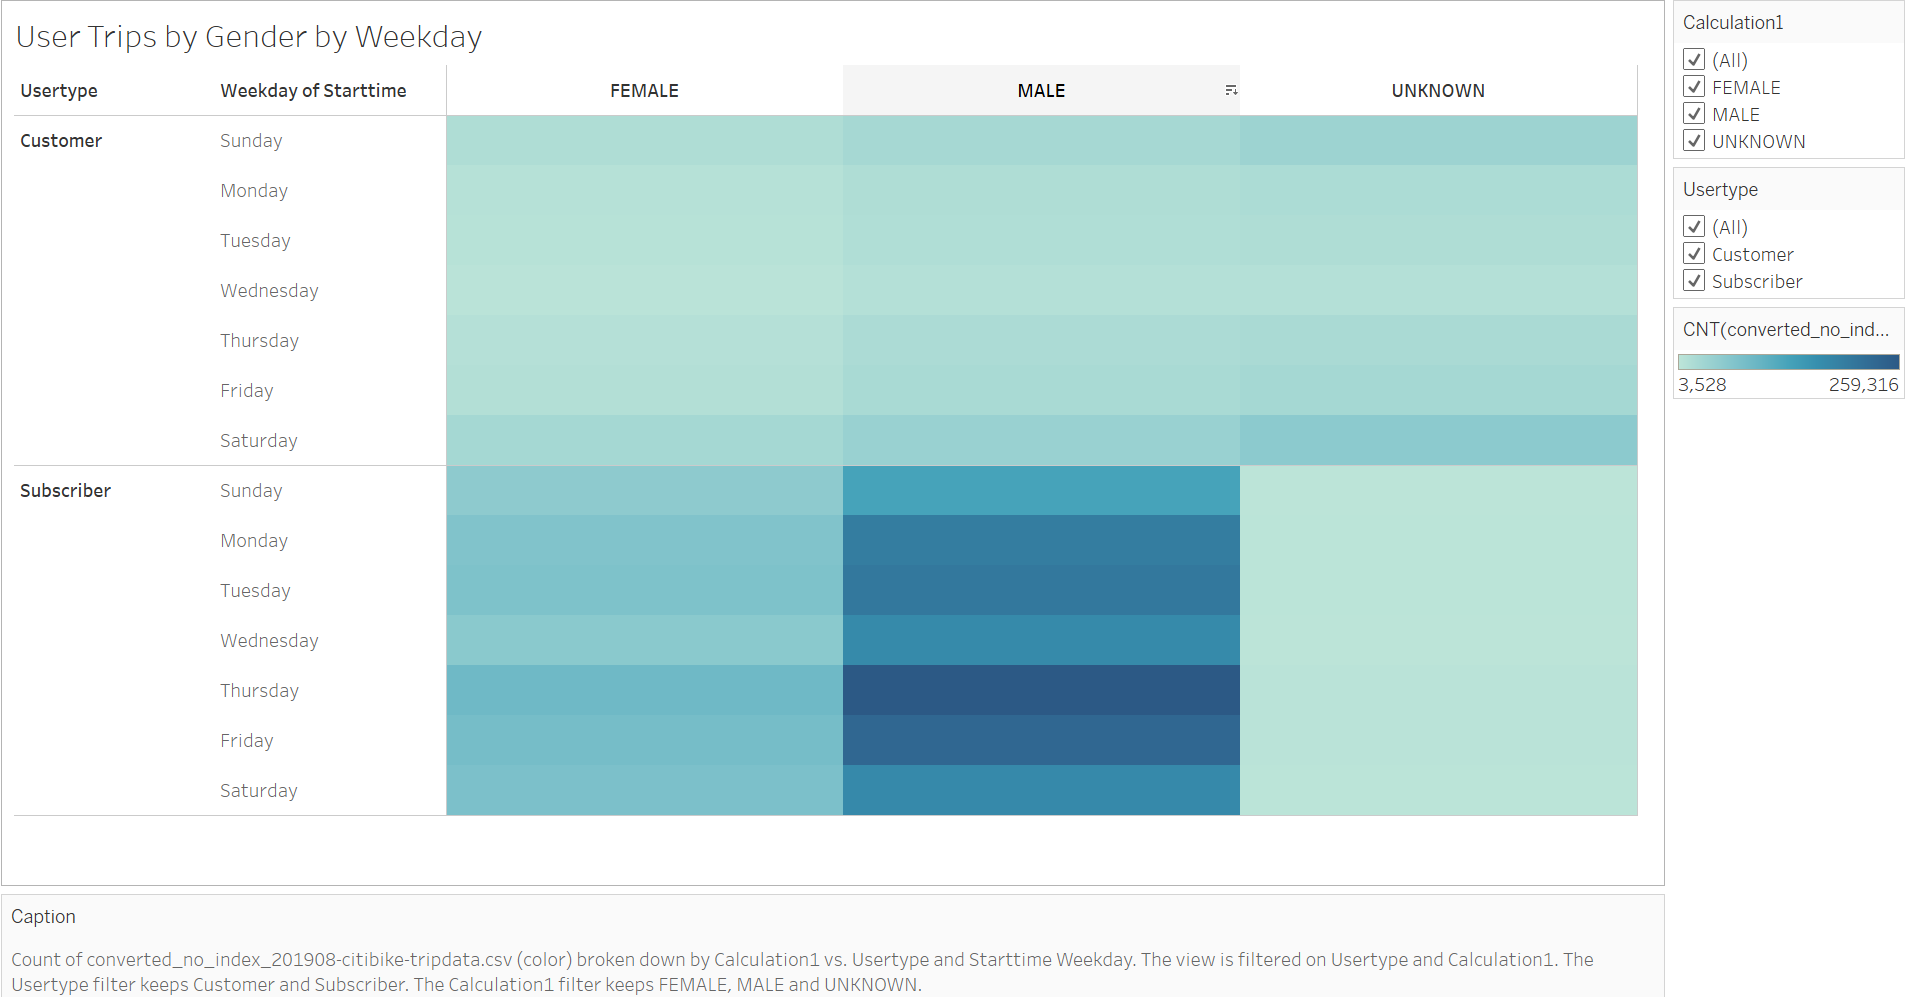 User Trips by Gender by Weekday
Usertype Weekday of Starttime FEMALE MALE UNKNOWN
Customer Sunday
Monday
Tuesday
Wednesday
Thursday
Friday
Saturday
Subscriber Sunday
Monday
Tuesday
Wednesday
Thursday
Friday
Saturday
Calculation1
(All)
FEMALE
MALE
UNKNOWN
Usertype
(All)
Customer
Subscriber
CNT(converted_no_ind...
3,528 259,316
Caption
Count of converted_no_index_201908-citibike-tripdata.csv (color) broken down by Calculation1 vs. Usertype and Starttime Weekday. The view is filtered on Usertype and Calculation1. The
Usertype filter keeps Customer and Subscriber. The Calculation1 filter keeps FEMALE, MALE and UNKNOWN.